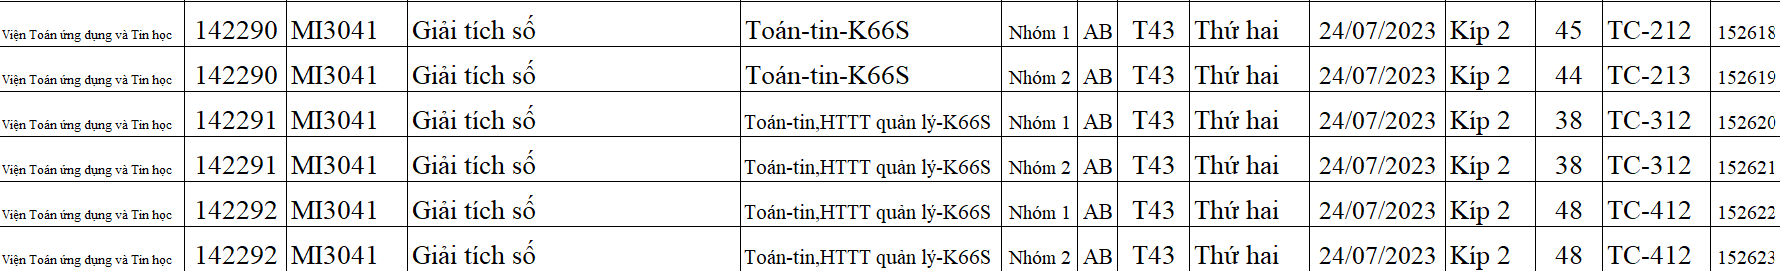 Viện Toán ứng dụng và Tin học 142290 MI3041 Giải tích số Toán-tin-K66S Nhóm 1 AB T43 Thứ hai 24/07/2023 Kíp 2 45 TC-212 152618
Viện Toán ứng dụng và Tin học 142290 MI3041 Giải tích số Toán-tin-K66S Nhóm 2 AB T43 Thứ hai 24/07/2023 Kíp 2 44 TC-213 152619
Viện Toán ứng dụng và Tin học 142291 MI3041 Giải tích số Toán-tin,HTTT quản lý-K66S Nhóm 1 AB T43 Thứ hai 24/07/2023 Kíp 2 38 TC-312 152620
Viện Toán ứng dụng và Tin học 142291 MI3041 Giải tích số Toán-tin,HTTT quản lý-K66S Nhóm 2 AB T43 Thứ hai 24/07/2023 Kíp 2 38 TC-312 152621
Viện Toán ứng dụng và Tin học 142292 MI3041 Giải tích số Toán-tin,HTTT quản lý-K66S Nhóm 1 AB T43 Thứ hai 24/07/2023 Kíp 2 48 TC-412 152622
Viện Toán ứng dụng và Tin học 142292 MI3041 Giải tích số Toán-tin,HTTT quản lý-K66S Nhóm 2 AB T43 Thứ hai 24/07/2023 Kíp 2 48 TC-412 152623